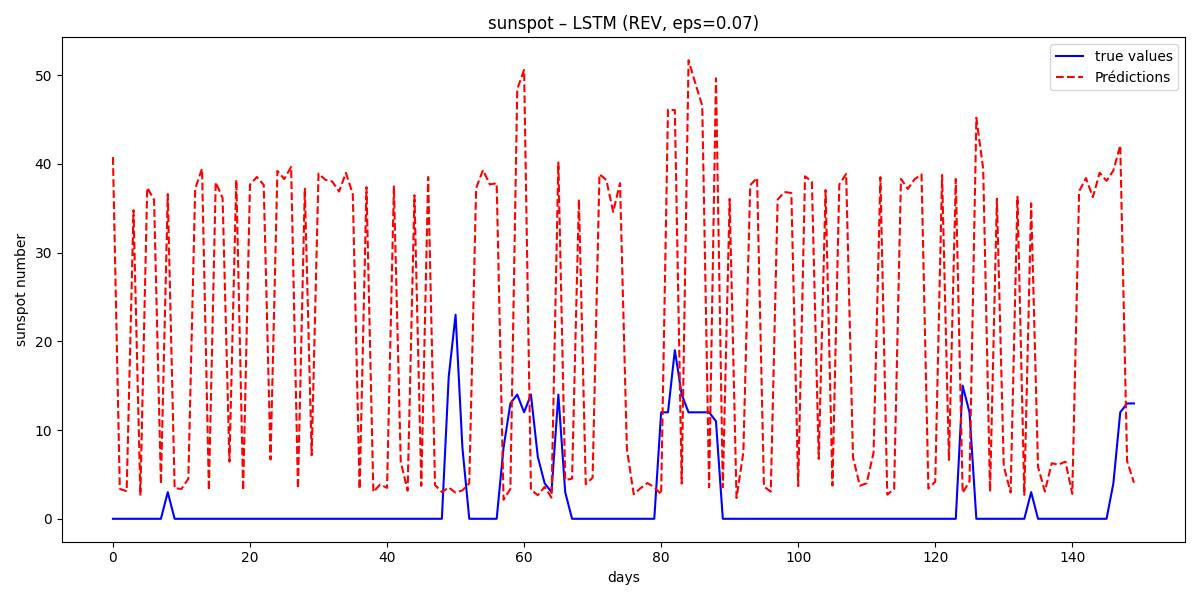 sunspot – LSTM (REV, eps=0.07)
true values
Prédictions
sunspot number
50
40
30
20
10
0
0 20 40 60 80 100 120 140
days